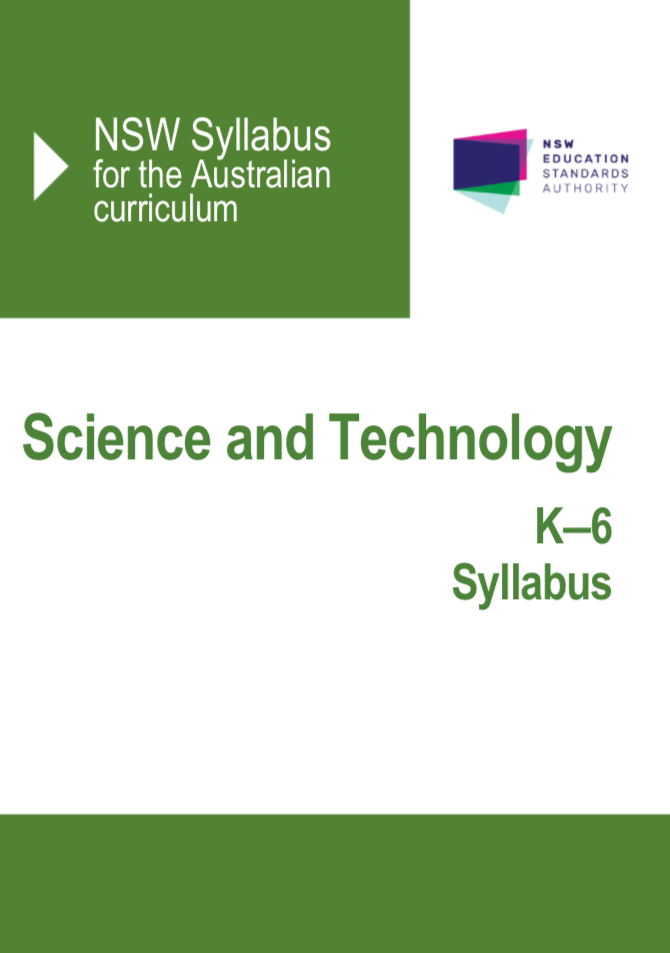 NSW Syllabus
for the Australian
curriculum
NSW
EDUCATION
STANDARDS
AUTHORITY
Science and Technology
K–6
Syllabus